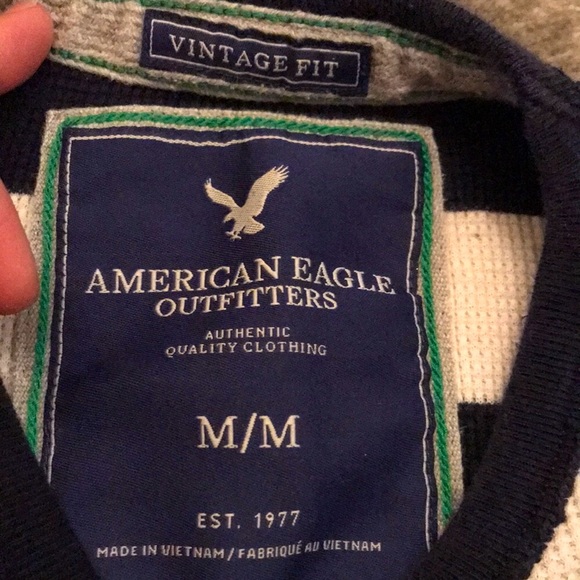 VINTAGE FIT
AMERICAN EAGLE
OUTFITTERS
AUTHENTIC
QUALITY CLOTHING
M/M
EST. 1977
MADE IN VIETNAM / FABRIQUÉ AU VIETNAM